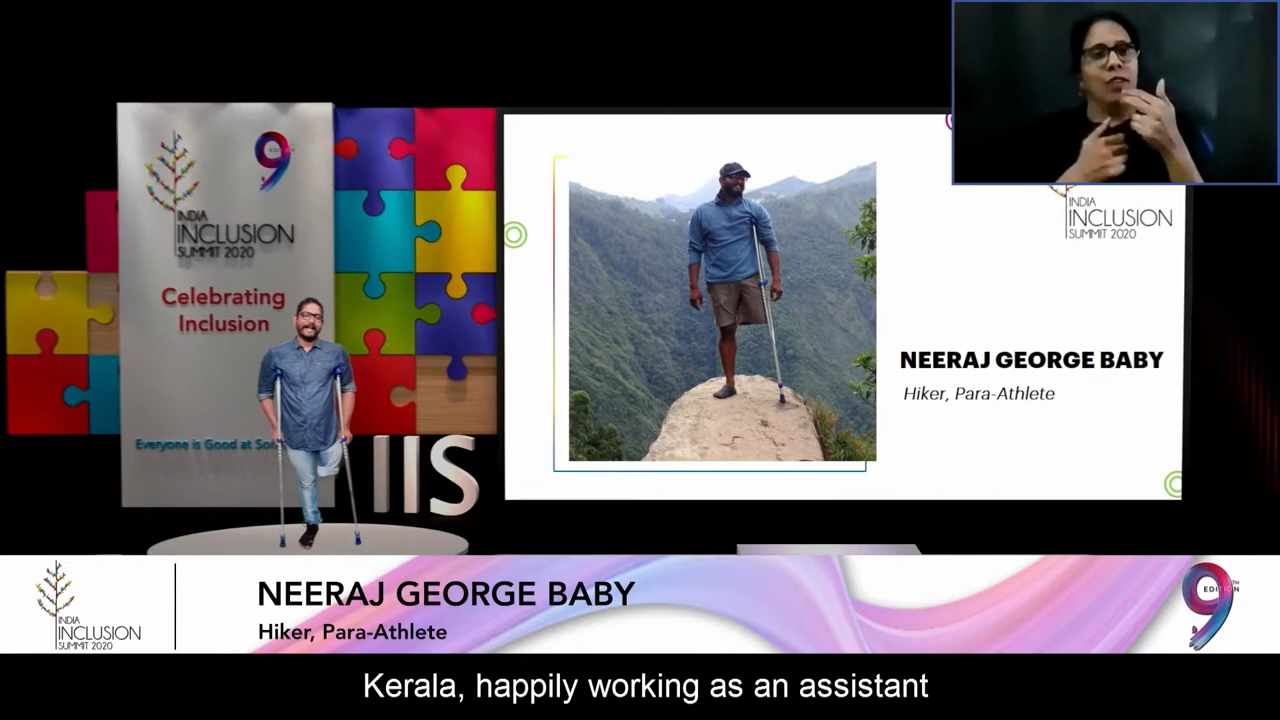 INDIA
INCLUSION
SUMMIT 2020
9
Celebrating
Inclusion
Everyone is Good at
IIS
INDIA
INCLUSION
SUMMIT 2020
NEERAJ GEORGE BABY
Hiker, Para-Athlete
INDIA
INCLUSION
SUMMIT 2020
NEERAJ GEORGE BABY
Hiker, Para-Athlete
9TH
EDITION
Kerala, happily working as an assistant